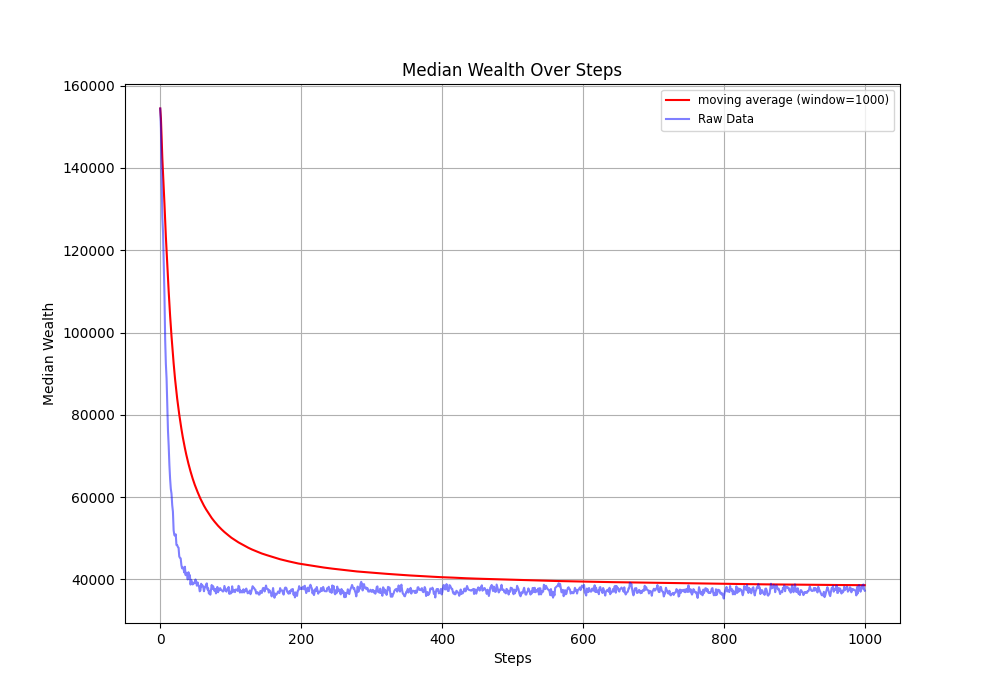 Median Wealth Over Steps
160000
140000
120000
100000
80000
60000
40000
Median Wealth
moving average (window=1000)
Raw Data
0
200
400
600
800
1000
Steps